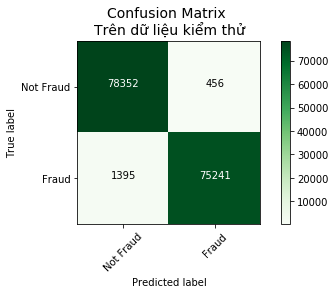 Confusion Matrix
Trên dữ liệu kiểm thử
70000
Not Fraud
78352
456
60000
50000
True label
40000
30000
Fraud
1395
75241
20000
10000
Not Fraud
Fraud
Predicted label